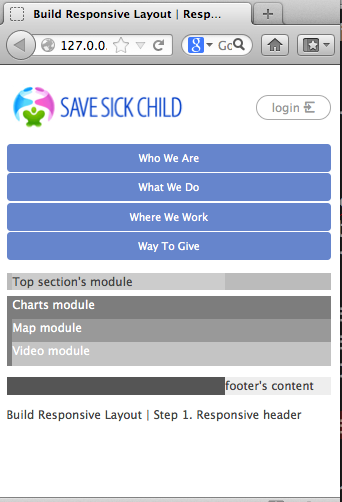 Build Responsive Layout | Resp...
127.0.0.
g
Go
SAVE SICK CHILD
login
Who We Are
What We Do
Where We Work
Way To Give
Top section's module
Charts module
Map module
Video module
footer's content
Build Responsive Layout | Step 1. Responsive header